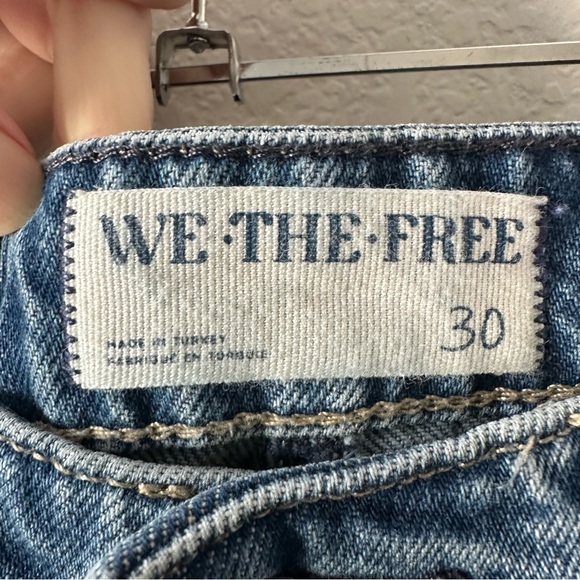 WE·THE·FREE
30
MADE IN TURKEY
FABRIQUÉ EN TURQUIE